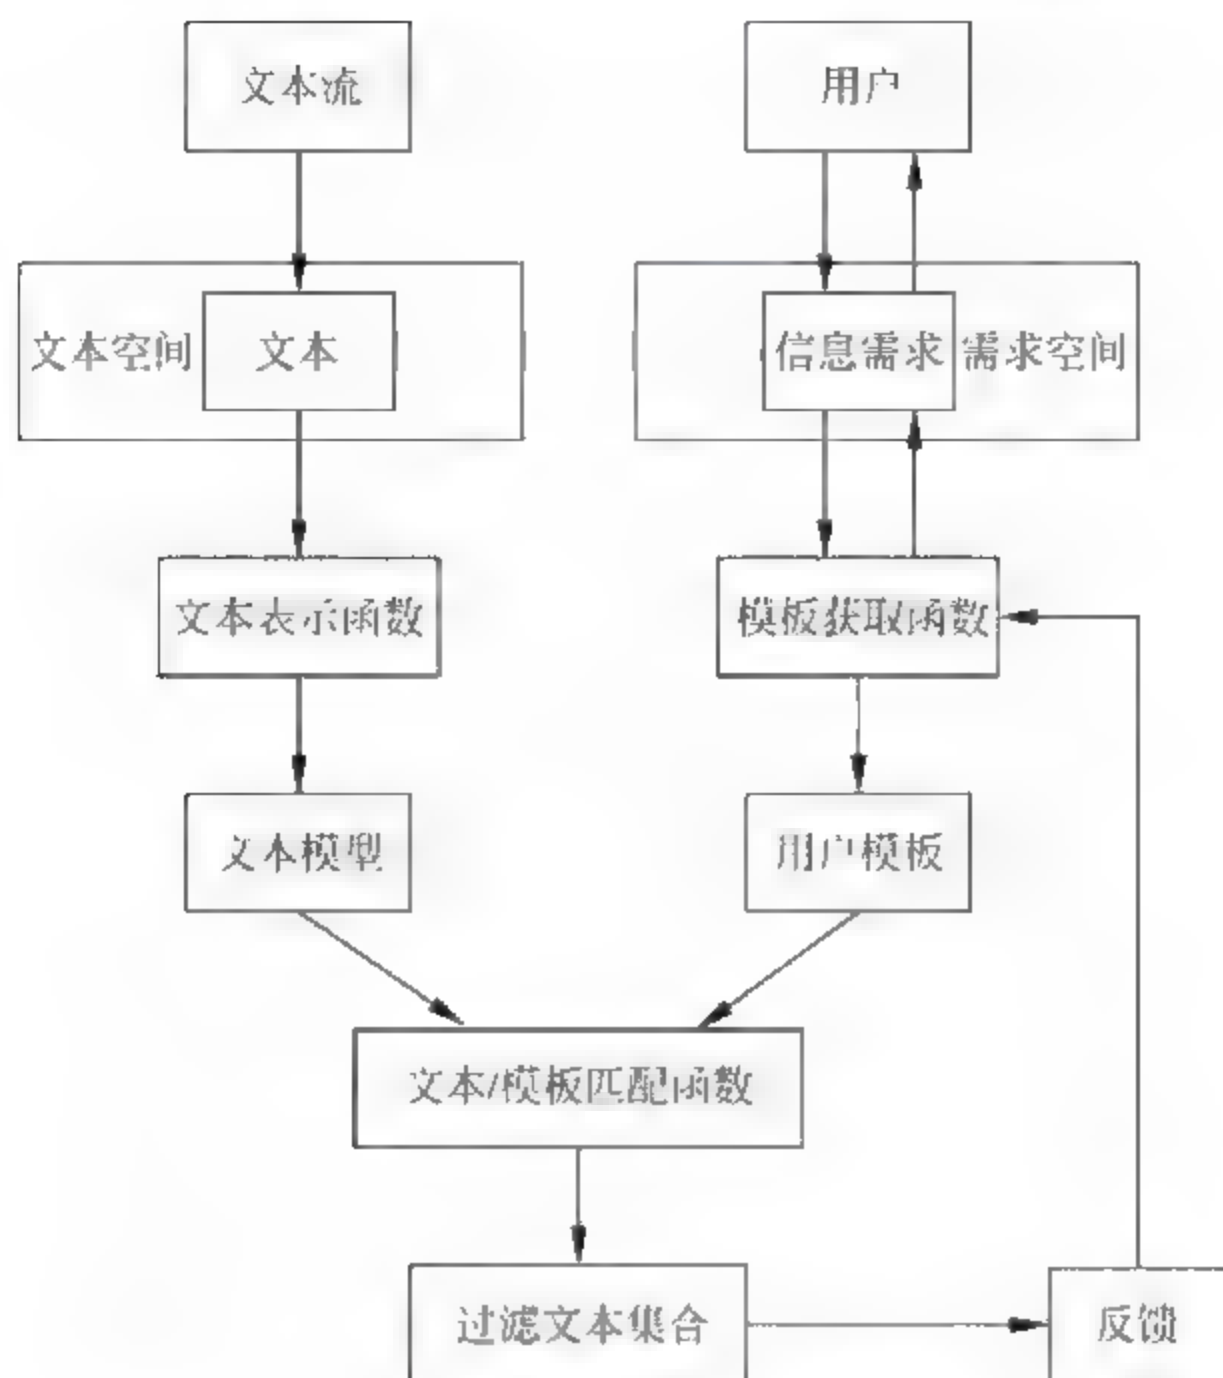 文本流
用户
文本空间
文本
信息需求
需求空间
文本表示函数
模板获取函数
文本模型
用户模板
文本/模板匹配函数
过滤文本集合
反馈